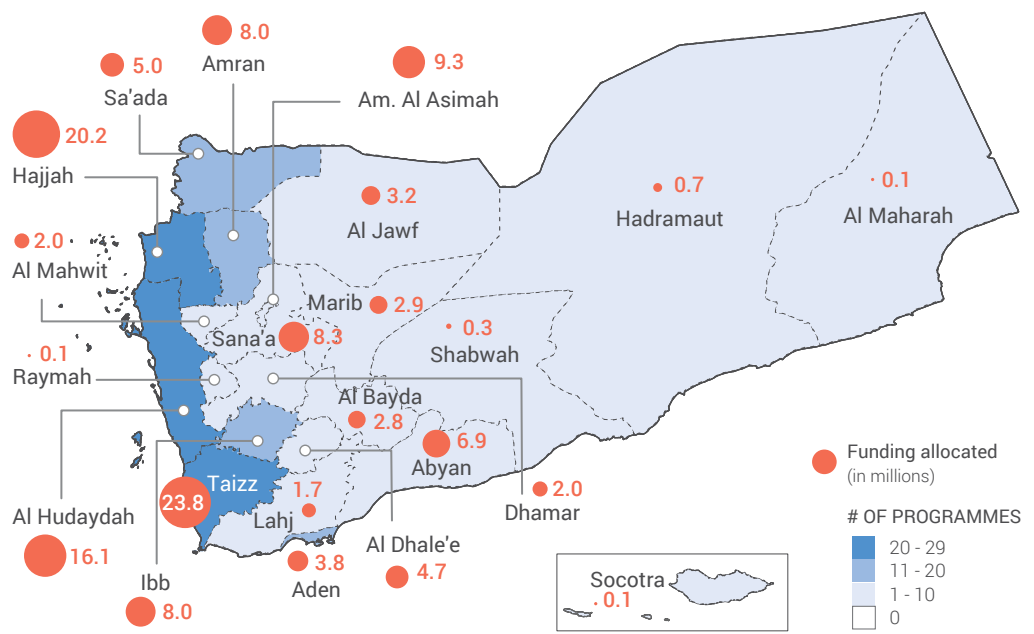 8.0
Amran
9.3
Am. Al Asimah
5.0
Sa'ada
20.2
Hajjah
3.2
Al Jawf
0.7
Hadramaut
0.1
Al Maharah
2.0
Al Mahwit
Marib 2.9
Sana'a 8.3
0.3
Shabwah
0.1
Raymah
Al Bayda
2.8
6.9
Abyan
Taizz
23.8
1.7
Lahj
2.0
Dhamar
Al Hudaydah
16.1
Ibb
8.0
3.8
Aden
Al Dhale'e
4.7
Socotra
0.1
Funding allocated
(in millions)
# OF PROGRAMMES
20 - 29
11 - 20
1 - 10
0